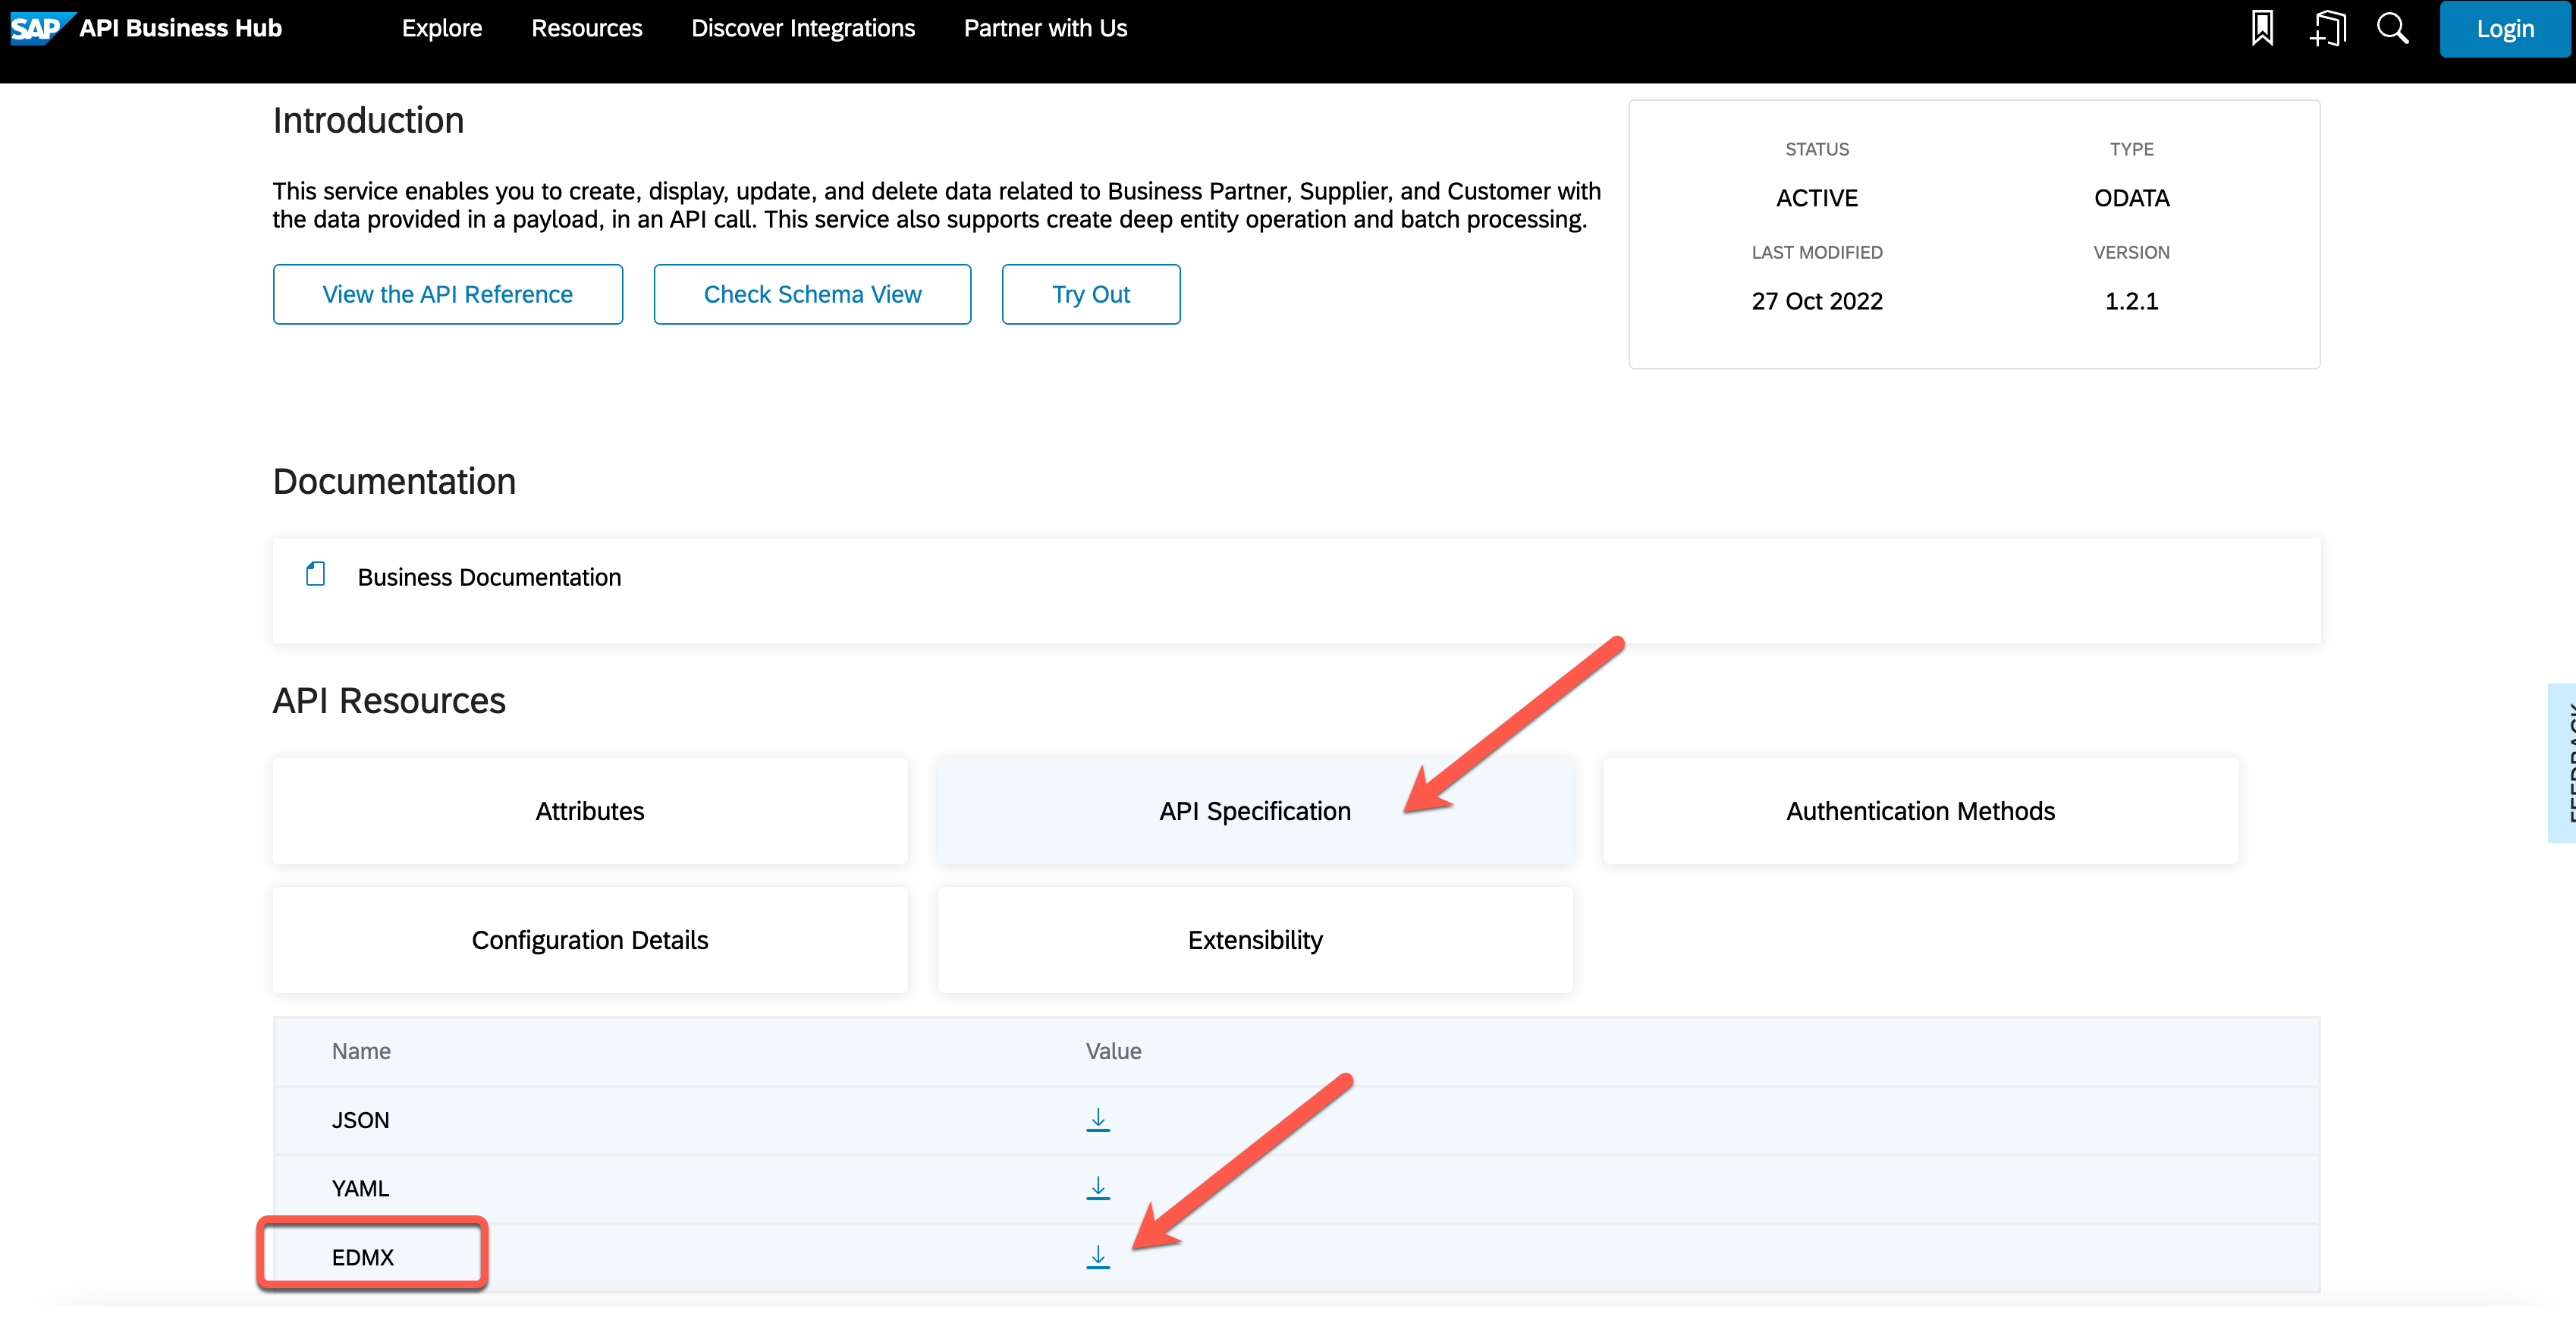 SAP API Business Hub Explore Resources Discover Integrations Partner with Us Login
Introduction
This service enables you to create, display, update, and delete data related to Business Partner, Supplier, and Customer with
the data provided in a payload, in an API call. This service also supports create deep entity operation and batch processing.
View the API Reference Check Schema View Try Out
STATUS TYPE
ACTIVE ODATA
LAST MODIFIED VERSION
27 Oct 2022 1.2.1
Documentation
Business Documentation
API Resources
Attributes API Specification Authentication Methods
Configuration Details Extensibility
FEEDBACK
Name Value
JSON
YAML
EDMX